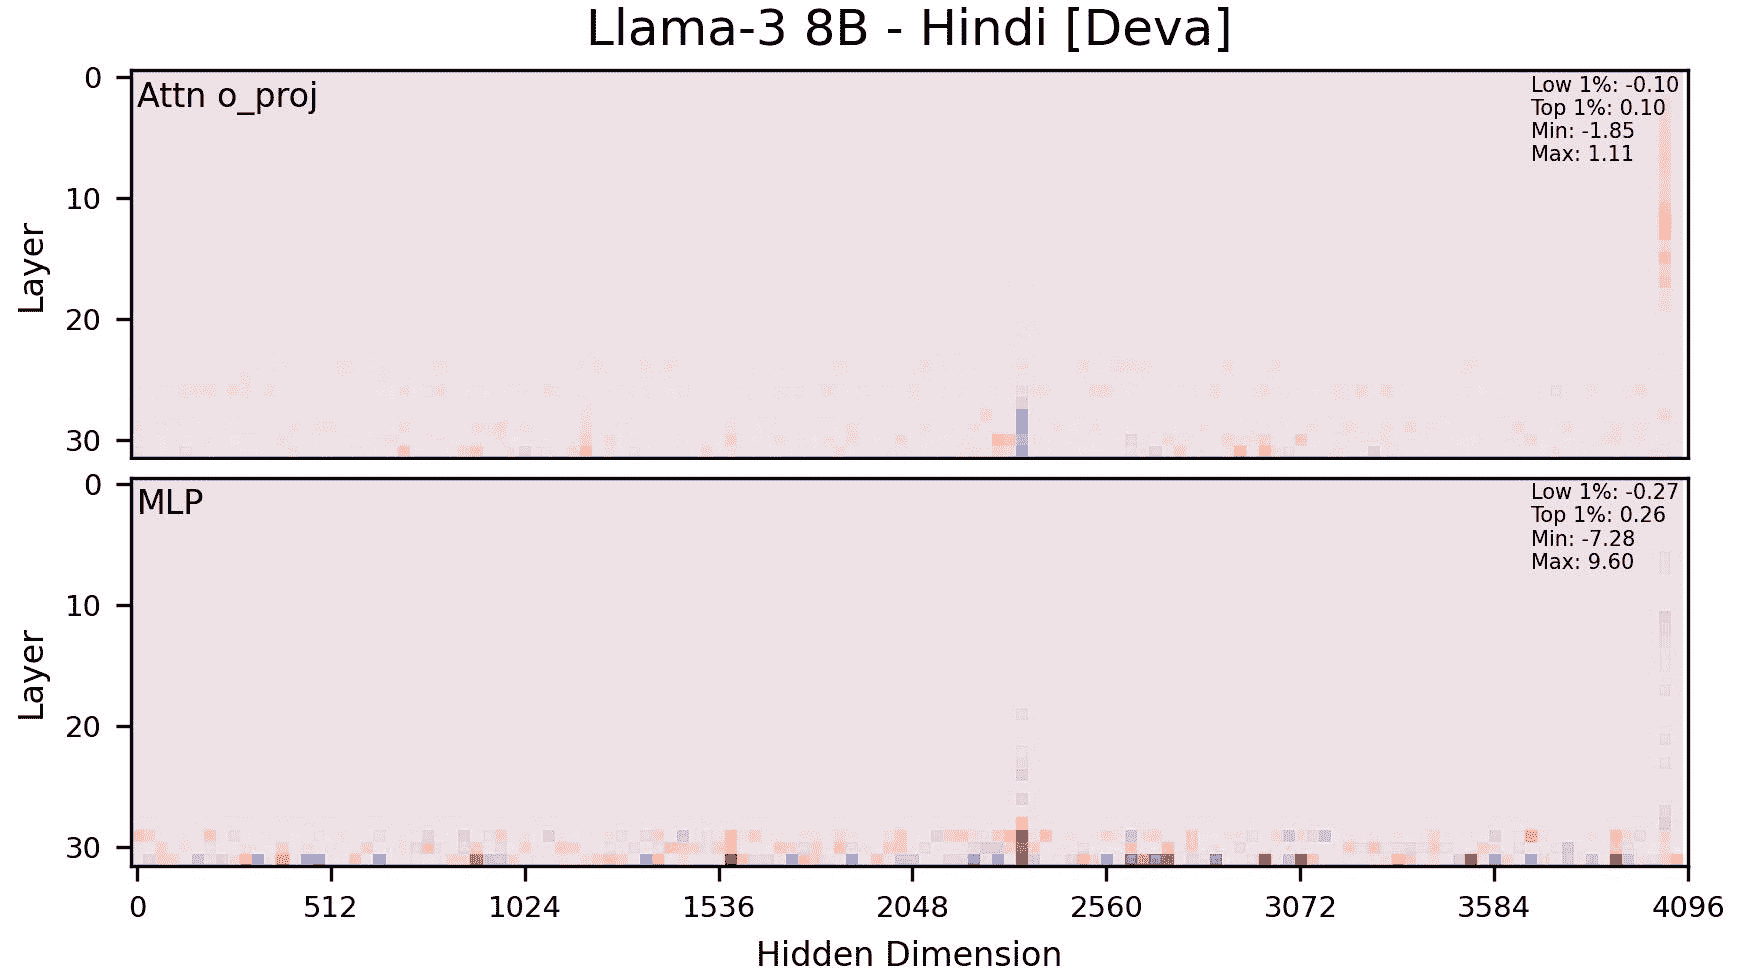 Llama-3 8B - Hindi [Deva]
Attn o_proj
Low 1%: -0.10
Top 1%: 0.10
Min: -1.85
Max: 1.11
0
10
20
30
Layer
MLP
Low 1%: -0.27
Top 1%: 0.26
Min: -7.28
Max: 9.60
0
10
20
30
Layer
0 512 1024 1536 2048 2560 3072 3584 4096
Hidden Dimension